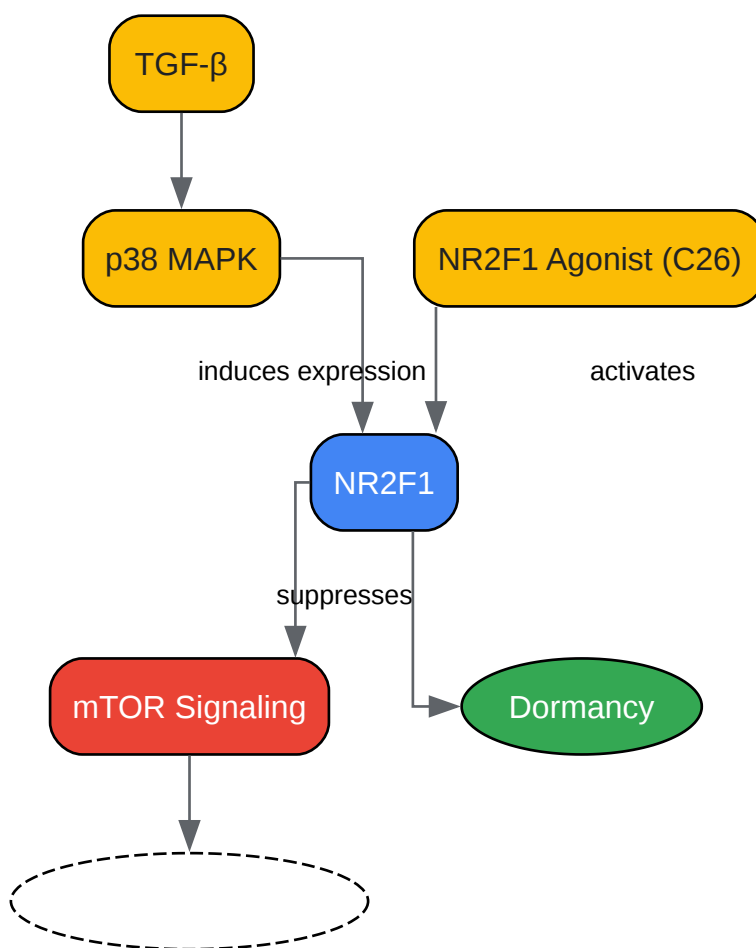 TGF-β
p38 MAPK
NR2F1 Agonist (C26)
induces expression
activates
NR2F1
suppresses
mTOR Signaling
Dormancy